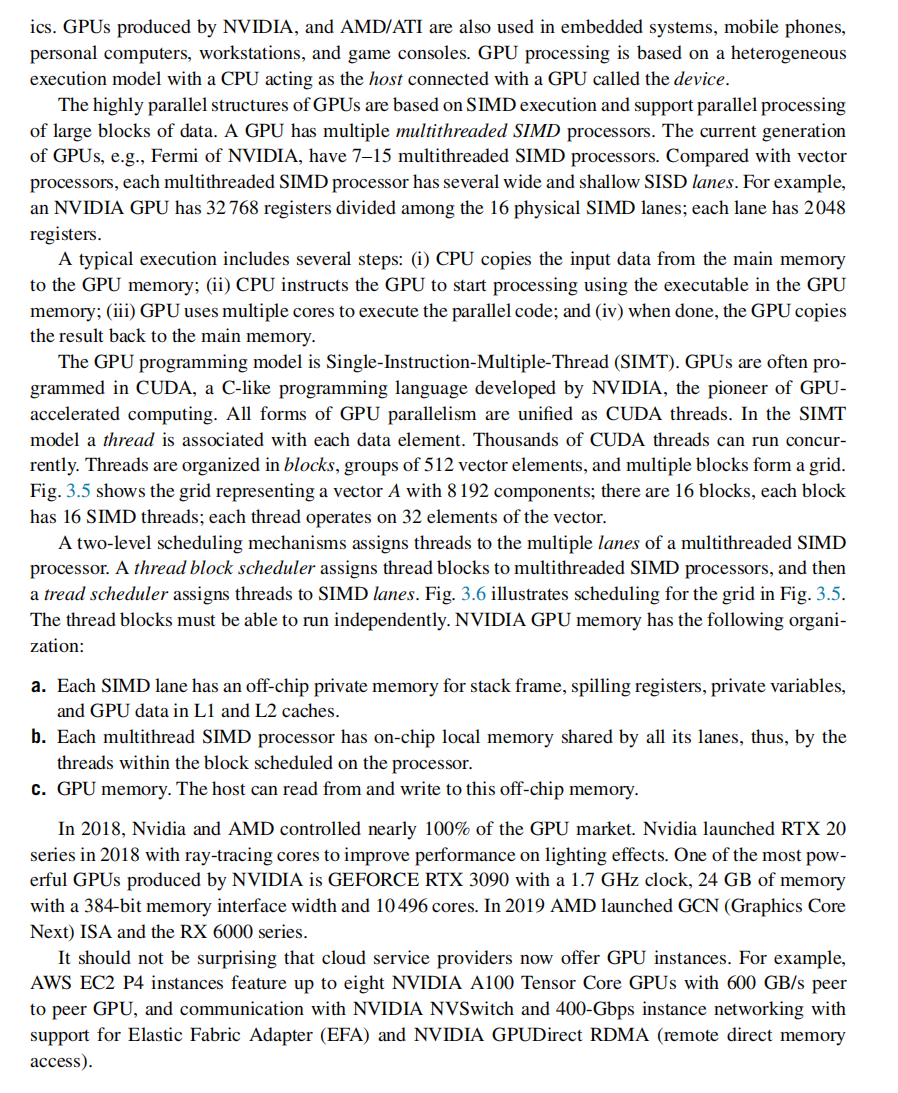 ics. GPUs produced by NVIDIA, and AMD/ATI are also used in embedded systems, mobile phones,
personal computers, workstations, and game consoles. GPU processing is based on a heterogeneous
execution model with a CPU acting as the host connected with a GPU called the device.
The highly parallel structures of GPUs are based on SIMD execution and support parallel processing
of large blocks of data. A GPU has multiple multithreaded SIMD processors. The current generation
of GPUs, e.g., Fermi of NVIDIA, have 7–15 multithreaded SIMD processors. Compared with vector
processors, each multithreaded SIMD processor has several wide and shallow SISD lanes. For example,
an NVIDIA GPU has 32 768 registers divided among the 16 physical SIMD lanes; each lane has 2 048
registers.
A typical execution includes several steps: (i) CPU copies the input data from the main memory
to the GPU memory; (ii) CPU instructs the GPU to start processing using the executable in the GPU
memory; (iii) GPU uses multiple cores to execute the parallel code; and (iv) when done, the GPU copies
the result back to the main memory.
The GPU programming model is Single-Instruction-Multiple-Thread (SIMT). GPUs are often pro-
grammed in CUDA, a C-like programming language developed by NVIDIA, the pioneer of GPU-
accelerated computing. All forms of GPU parallelism are unified as CUDA threads. In the SIMT
model a thread is associated with each data element. Thousands of CUDA threads can run concur-
rently. Threads are organized in blocks, groups of 512 vector elements, and multiple blocks form a grid.
Fig. 3.5 shows the grid representing a vector A with 8 192 components; there are 16 blocks, each block
has 16 SIMD threads; each thread operates on 32 elements of the vector.
A two-level scheduling mechanisms assigns threads to the multiple lanes of a multithreaded SIMD
processor. A thread block scheduler assigns thread blocks to multithreaded SIMD processors, and then
a tread scheduler assigns threads to SIMD lanes. Fig. 3.6 illustrates scheduling for the grid in Fig. 3.5.
The thread blocks must be able to run independently. NVIDIA GPU memory has the following organi-
zation:
a. Each SIMD lane has an off-chip private memory for stack frame, spilling registers, private variables,
and GPU data in L1 and L2 caches.
b. Each multithread SIMD processor has on-chip local memory shared by all its lanes, thus, by the
threads within the block scheduled on the processor.
c. GPU memory. The host can read from and write to this off-chip memory.
In 2018, Nvidia and AMD controlled nearly 100% of the GPU market. Nvidia launched RTX 20
series in 2018 with ray-tracing cores to improve performance on lighting effects. One of the most pow-
erful GPUs produced by NVIDIA is GEFORCE RTX 3090 with a 1.7 GHz clock, 24 GB of memory
with a 384-bit memory interface width and 10 496 cores. In 2019 AMD launched GCN (Graphics Core
Next) ISA and the RX 6000 series.
It should not be surprising that cloud service providers now offer GPU instances. For example,
AWS EC2 P4 instances feature up to eight NVIDIA A100 Tensor Core GPUs with 600 GB/s peer
to peer GPU, and communication with NVIDIA NVSwitch and 400-Gbps instance networking with
support for Elastic Fabric Adapter (EFA) and NVIDIA GPUDirect RDMA (remote direct memory
access).